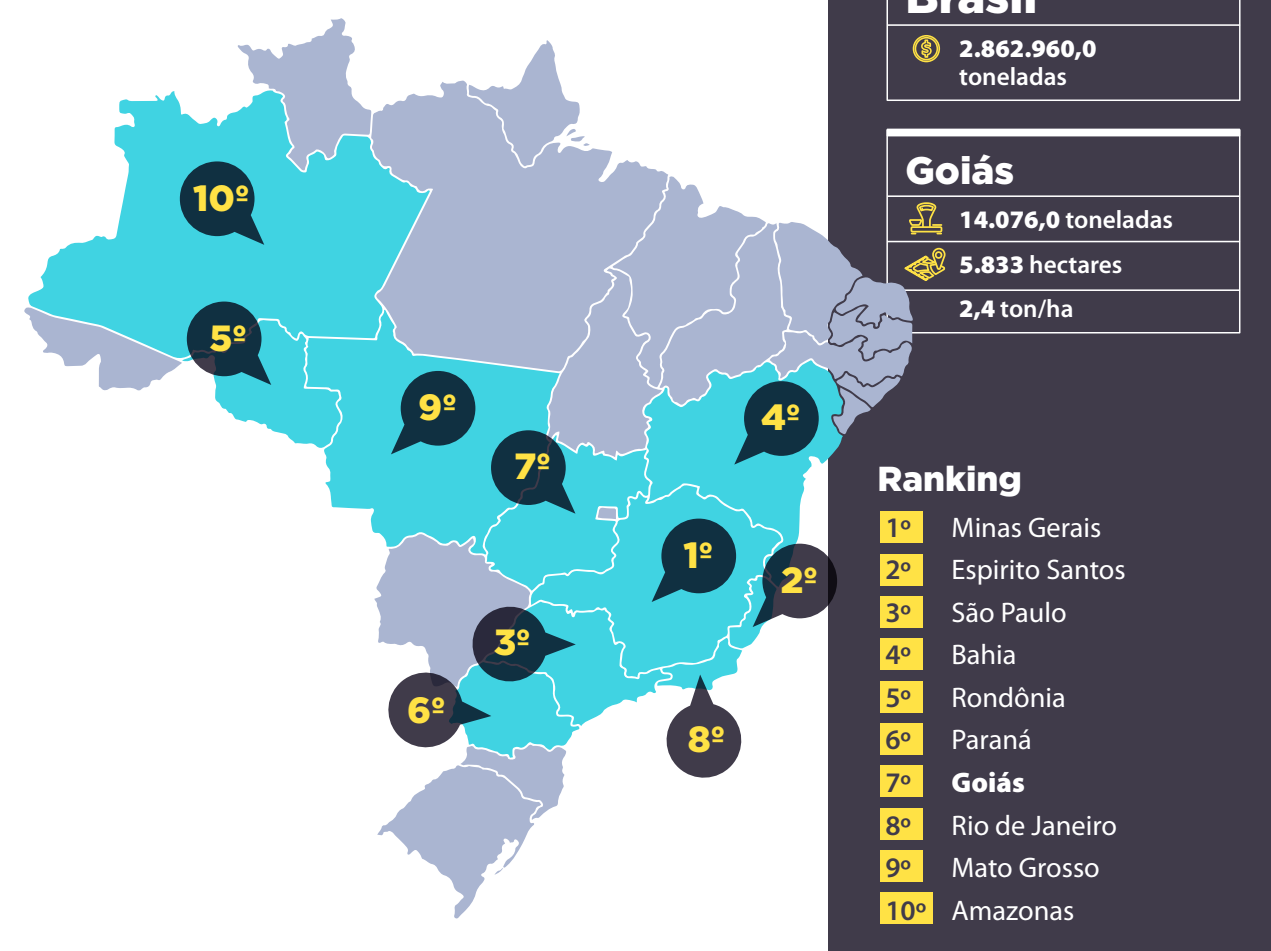 Brasil
2.862.960,0
toneladas
Goiás
14.076,0 toneladas
5.833 hectares
2,4 ton/ha
10º
5º
9º
7º
4º
1º
2º
3º
6º
8º
Ranking
1º Minas Gerais
2º Espirito Santos
3º São Paulo
4º Bahia
5º Rondônia
6º Paraná
7º Goiás
8º Rio de Janeiro
9º Mato Grosso
10º Amazonas